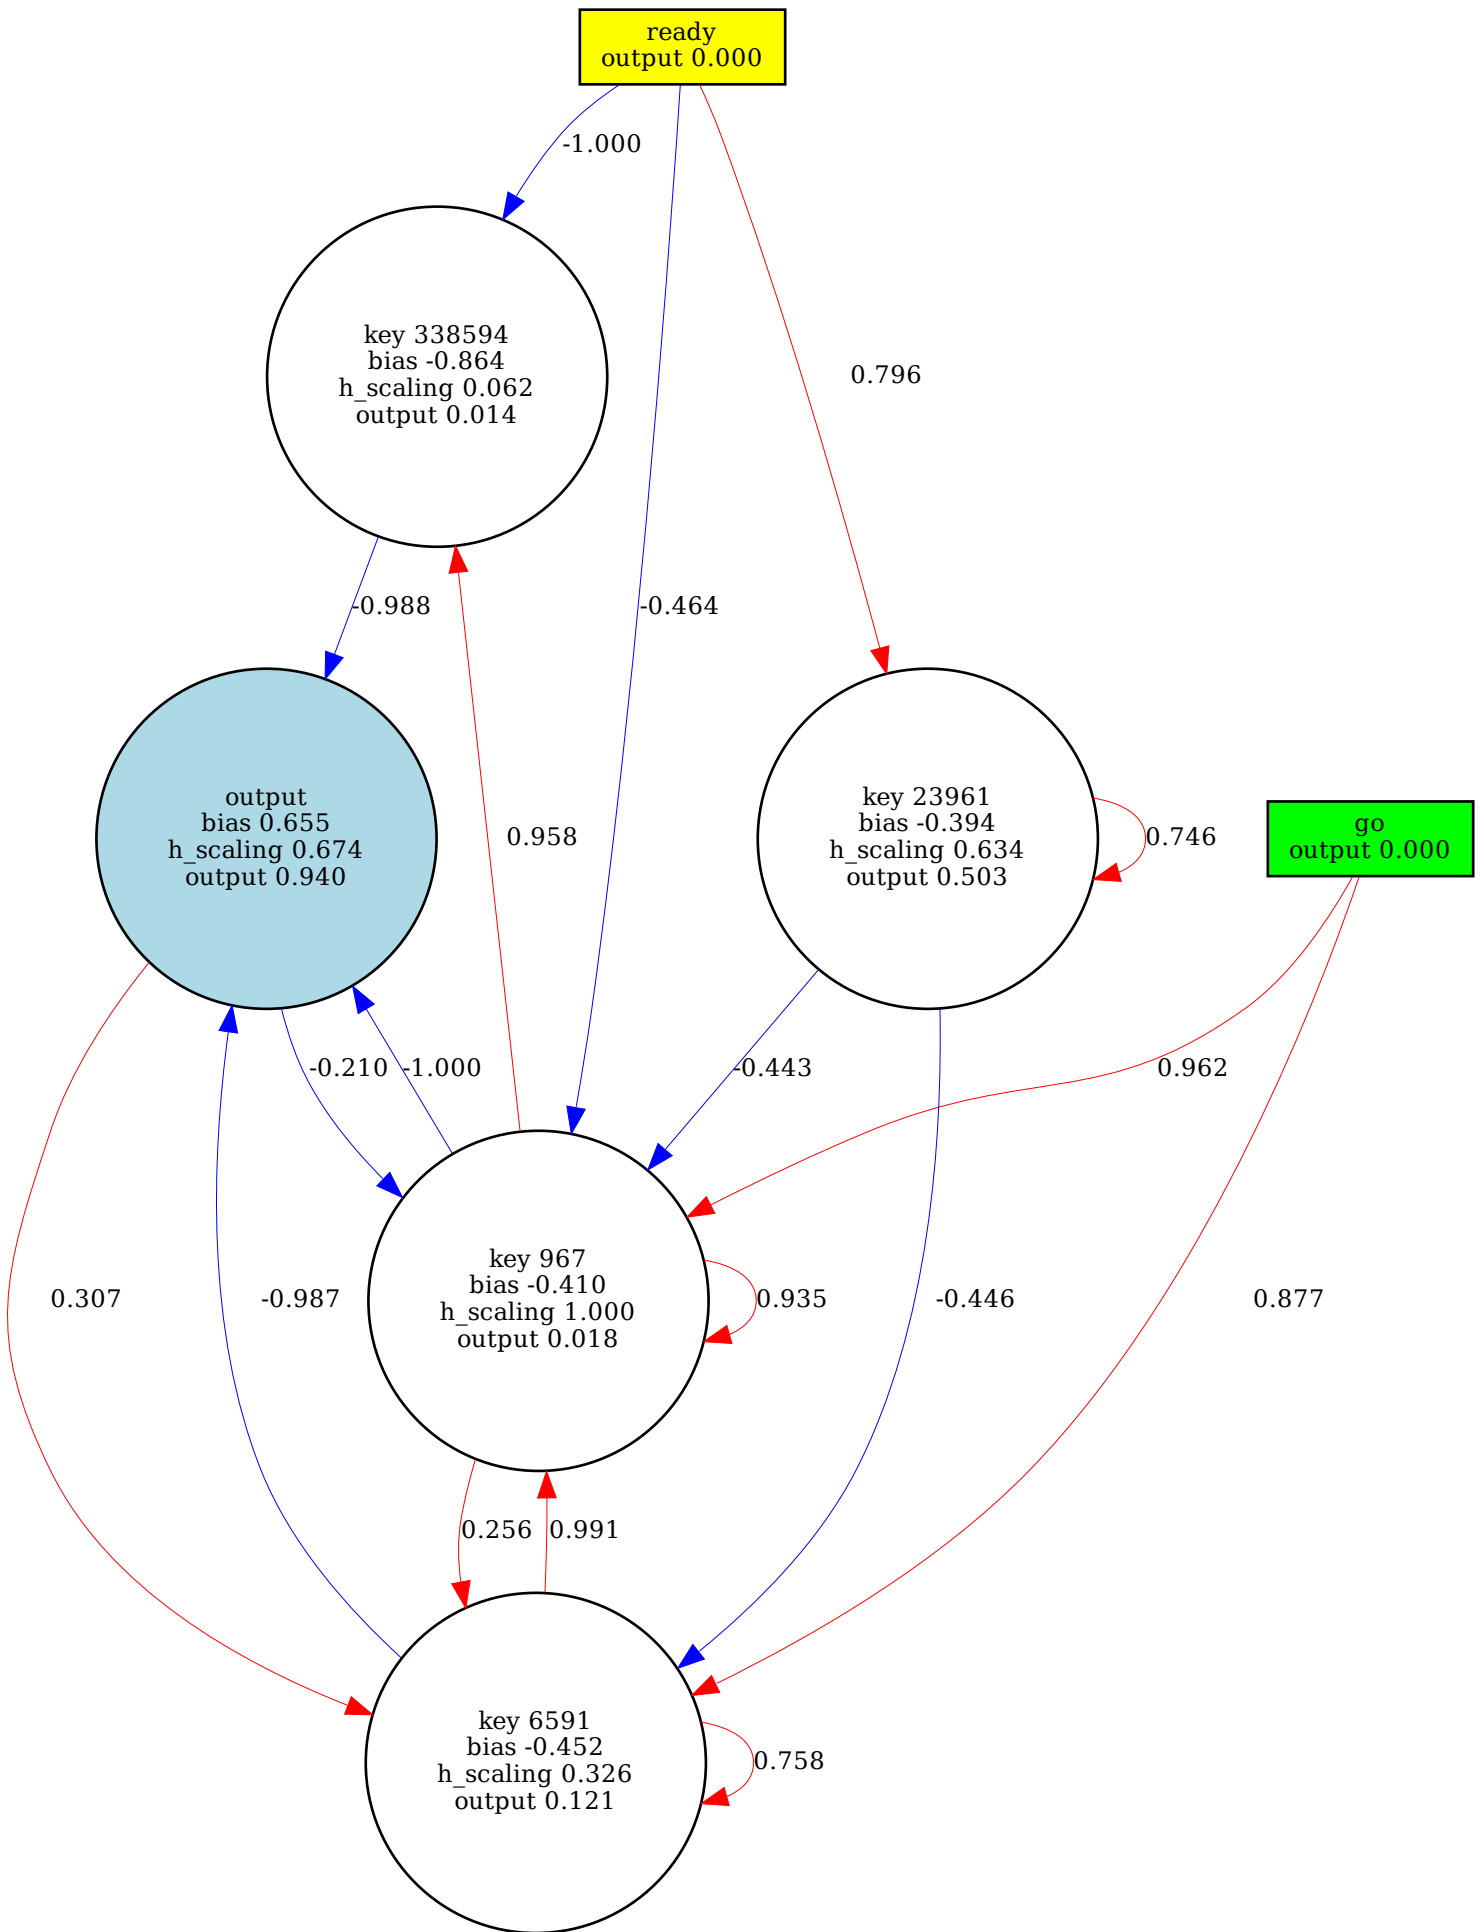 ready
output 0.000
-1.000
key 338594
bias -0.864
h_scaling 0.062
output 0.014
0.796
-0.988
-0.464
output
bias 0.655
h_scaling 0.674
output 0.940
0.958
key 23961
bias -0.394
h_scaling 0.634
output 0.503
0.746
go
output 0.000
-0.210
-1.000
-0.443
0.962
0.307
-0.987
key 967
bias -0.410
h_scaling 1.000
output 0.018
0.935
-0.446
0.877
0.256
0.991
key 6591
bias -0.452
h_scaling 0.326
output 0.121
0.758